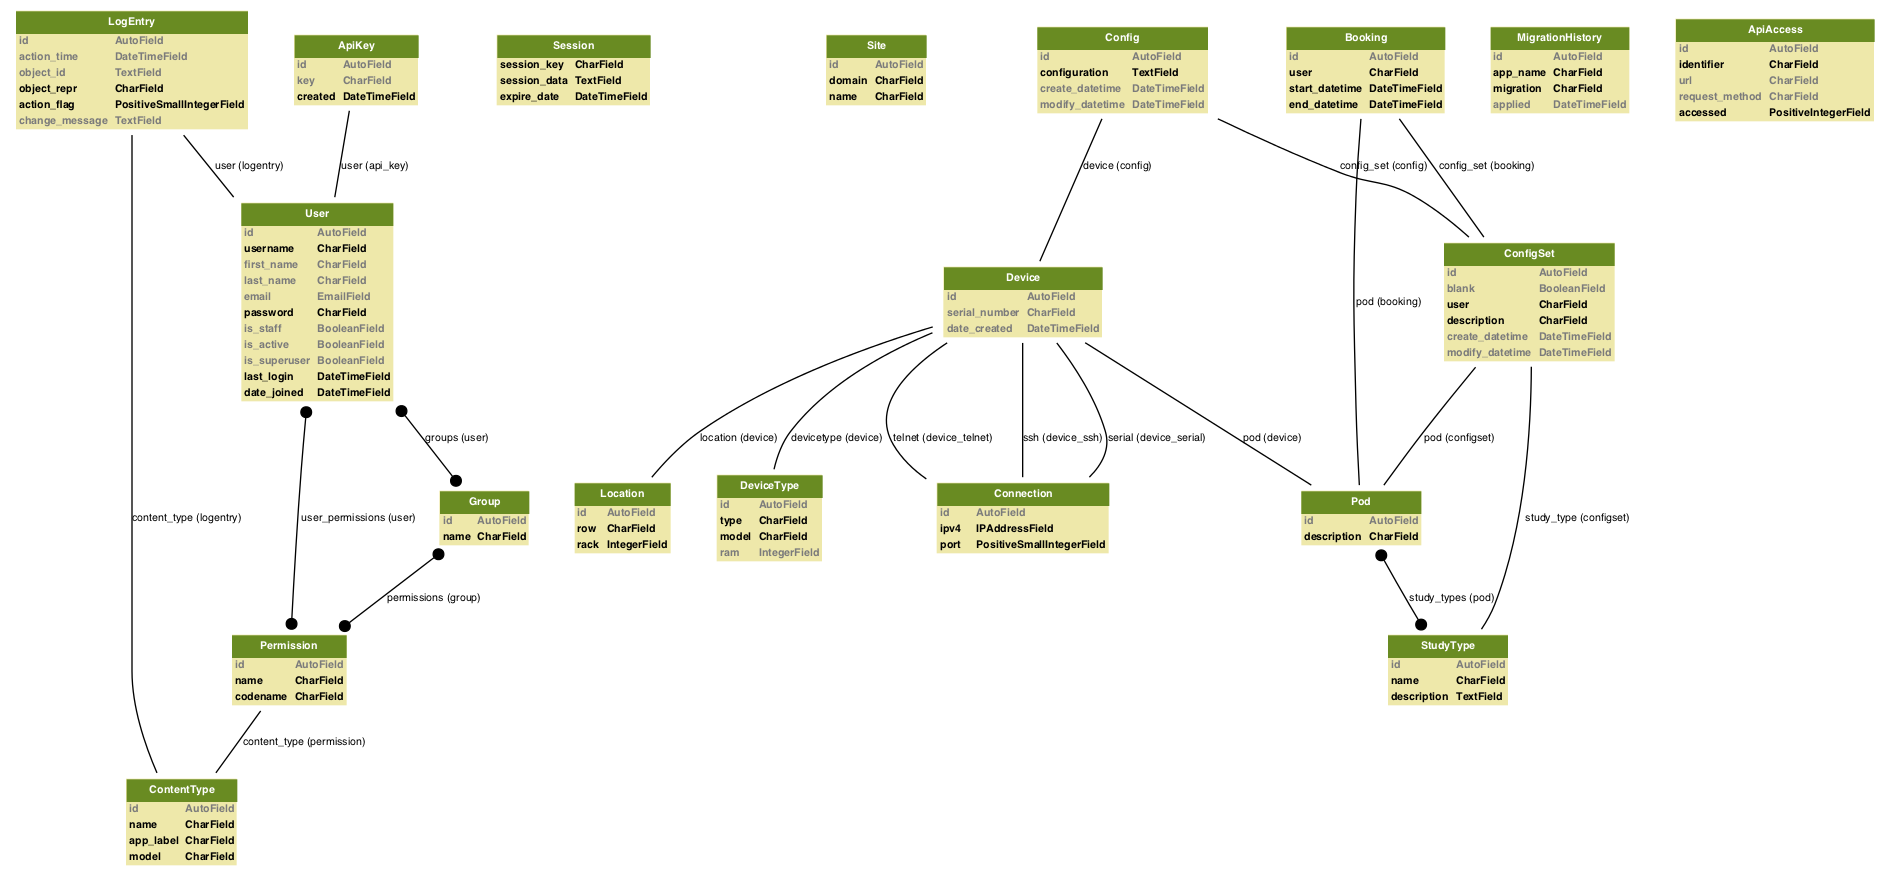 LogEntry
id AutoField
action_time DateTimeField
object_id TextField
object_repr CharField
action_flag PositiveSmallIntegerField
change_message TextField
ApiKey
id AutoField
key CharField
created DateTimeField
Session
session_key CharField
session_data TextField
expire_date DateTimeField
Site
id AutoField
domain CharField
name CharField
Config
id AutoField
configuration TextField
create_datetime DateTimeField
modify_datetime DateTimeField
Booking
id AutoField
user CharField
start_datetime DateTimeField
end_datetime DateTimeField
MigrationHistory
id AutoField
app_name CharField
migration CharField
applied DateTimeField
ApiAccess
id AutoField
identifier CharField
url CharField
request_method CharField
accessed PositiveIntegerField
user (logentry)
user (api_key)
device (config)
config_set (config)
config_set (booking)
User
id AutoField
username CharField
first_name CharField
last_name CharField
email EmailField
password CharField
is_staff BooleanField
is_active BooleanField
is_superuser BooleanField
last_login DateTimeField
date_joined DateTimeField
Device
id AutoField
serial_number CharField
date_created DateTimeField
pod (booking)
ConfigSet
id AutoField
blank BooleanField
user CharField
description CharField
create_datetime DateTimeField
modify_datetime DateTimeField
groups (user)
location (device)
devicetype (device)
telnet (device_telnet)
ssh (device_ssh)
serial (device_serial)
pod (device)
pod (configset)
content_type (logentry)
user_permissions (user)
Group
id AutoField
name CharField
Location
id AutoField
row CharField
rack IntegerField
DeviceType
id AutoField
type CharField
model CharField
ram IntegerField
Connection
id AutoField
ipv4 IPAddressField
port PositiveSmallIntegerField
Pod
id AutoField
description CharField
study_type (configset)
permissions (group)
study_types (pod)
Permission
id AutoField
name CharField
codename CharField
StudyType
id AutoField
name CharField
description TextField
content_type (permission)
ContentType
id AutoField
name CharField
app_label CharField
model CharField